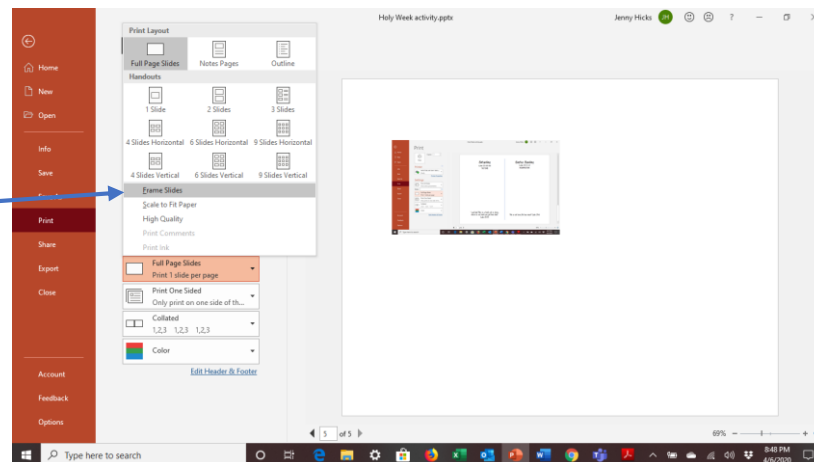 Holy Week activity.pptx
Jenny Hicks
JH
?
Home
New
Open
Info
Save
Print
Share
Export
Close
Account
Feedback
Options
Print Layout
Full Page Slides Notes Pages Outline
Handouts
1 Slide 2 Slides 3 Slides
4 Slides Horizontal 6 Slides Horizontal 9 Slides Horizontal
4 Slides Vertical 6 Slides Vertical 9 Slides Vertical
Frame Slides
Scale to Fit Paper
High Quality
Print Comments
Print Ink
Full Page Slides
Print 1 slide per page
Print One Sided
Only print on one side of th...
Collated
1,2,3 1,2,3 1,2,3
Color
Edit Header & Footer
5 of 5
69%
Type here to search
8:48 PM
4/6/2020